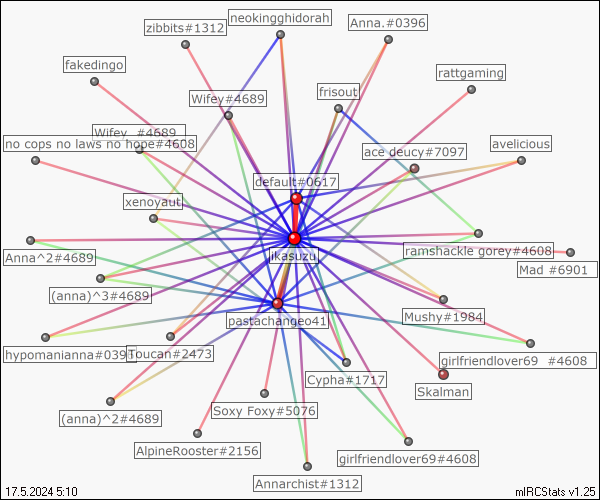 neokingghidorah
zibbits#1312
Anna.#0396
fakedingo
rattgaming
Wifey#4689
frisout
Wifey_#4689
no cops no laws no hope#4608
ace deucy#7097
avelicious
default#0617
xenoyaut
ikasuzu
Anna^2#4689
ramshackle gorey#4608
Mad #6901
(anna)^3#4689
pastachangeo41
Mushy#1984
hypomanianna#039
Toucan#2473
girlfriendlover69 #4608
Cypha#1717
Skalman
(anna)^2#4689
Soxy Foxy#5076
AlpineRooster#2156
girlfriendlover69#4608
Annarchist#1312
17.5.2024 5:10
mIRCStats v1.25